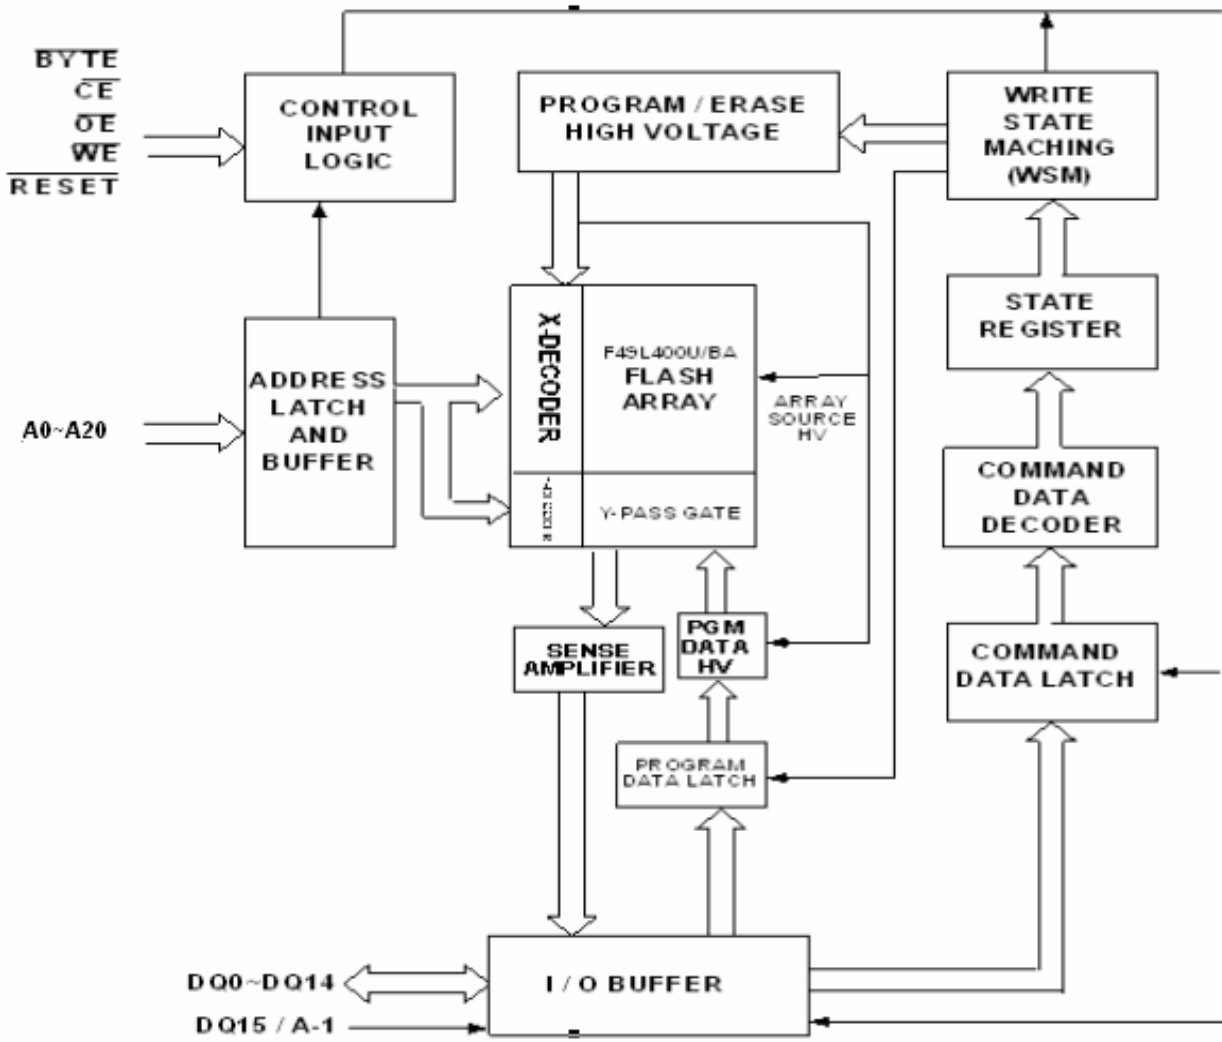 BYTE
CE
OE
WE
RESET
CONTROL
INPUT
LOGIC
PROGRAM / ERASE
HIGH VOLTAGE
WRITE
STATE
MACHING
(WSM)
STATE
REGISTER
A0~A20
ADDRESS
LATCH
AND
BUFFER
X-DECODER
F49L400U/BA
FLASH
ARRAY
ARRAY
SOURCE
HV
Y-PASS GATE
COMMAND
DATA
DECODER
SENSE
AMPLIFIER
PGM
DATA
HV
COMMAND
DATA LATCH
PROGRAM
DATA LATCH
DQ0~DQ14
I / O BUFFER
DQ15 / A-1